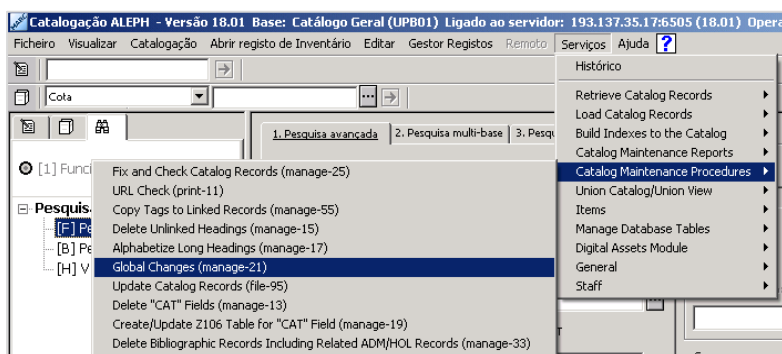 Catalogação ALEPH - Versão 18.01 Base: Catálogo Geral (UPB01) Ligado ao servidor: 193.137.35.17:6505 (18.01) Opera
Ficheiro Visualizar Catalogação Abrir registo de Inventário Editar Gestor Registos Remoto Serviços Ajuda ?
Histórico
Cota
Retrieve Catalog Records
Load Catalog Records
Build Indexes to the Catalog
Catalog Maintenance Reports
Catalog Maintenance Procedures
Union Catalog/Union View
Items
Manage Database Tables
Digital Assets Module
General
Staff
1. Pesquisa avançada 2. Pesquisa multi-base 3. Pesqu
[1] Funci
Pesquis
[F] Pe
[B] Pe
[H] V
Fix and Check Catalog Records (manage-25)
URL Check (print-11)
Copy Tags to Linked Records (manage-55)
Delete Unlinked Headings (manage-15)
Alphabetize Long Headings (manage-17)
Global Changes (manage-21)
Update Catalog Records (file-95)
Delete "CAT" Fields (manage-13)
Create/Update Z106 Table for "CAT" Field (manage-19)
Delete Bibliographic Records Including Related ADM/HOL Records (manage-33)